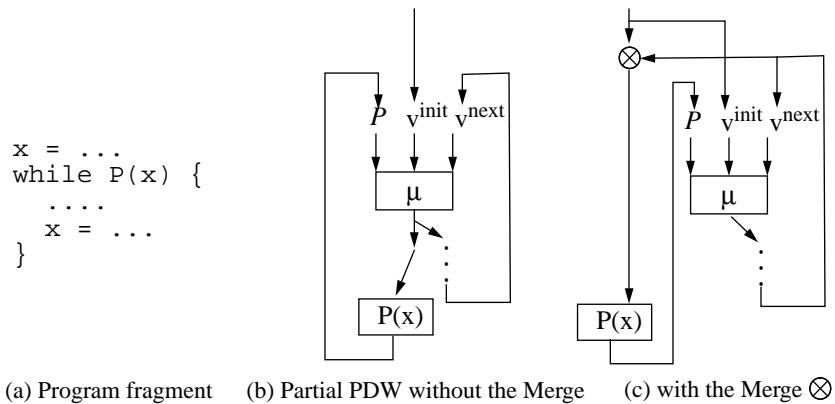 x = ...
while P(x) {
....
x = ...
}
P v^init v^next
μ
P(x)
P v^init v^next
μ
P(x)
(a) Program fragment
(b) Partial PDW without the Merge
(c) with the Merge ⊗